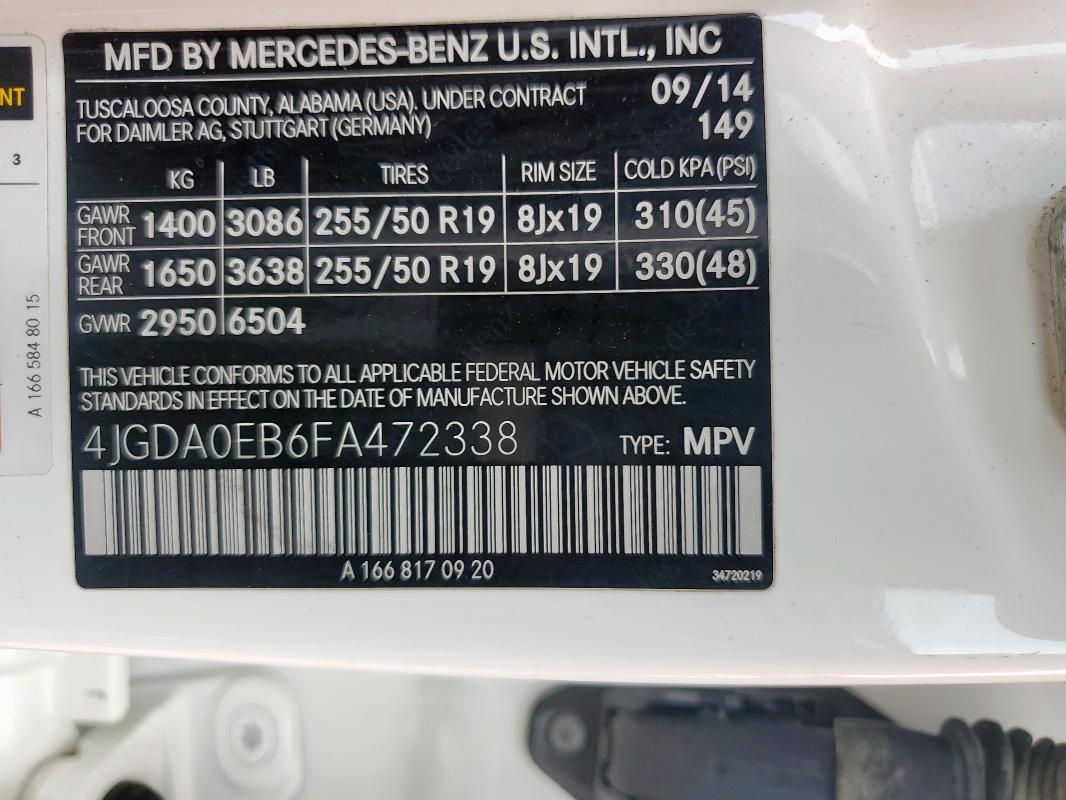 MFD BY MERCEDES-BENZ U.S. INTL., INC
TUSCALOOSA COUNTY, ALABAMA (USA). UNDER CONTRACT
FOR DAIMLER AG, STUTTGART (GERMANY)
09/14
149
KG LB TIRES RIM SIZE COLD KPA (PSI)
GAWR FRONT 1400 3086 255/50 R19 8Jx19 310(45)
GAWR REAR 1650 3638 255/50 R19 8Jx19 330(48)
GVWR 2950 6504
THIS VEHICLE CONFORMS TO ALL APPLICABLE FEDERAL MOTOR VEHICLE SAFETY
STANDARDS IN EFFECT ON THE DATE OF MANUFACTURE SHOWN ABOVE.
4JGDA0EB6FA472338 TYPE: MPV
A 166 817 09 20
34720219
NT
3
A 166 584 80 15